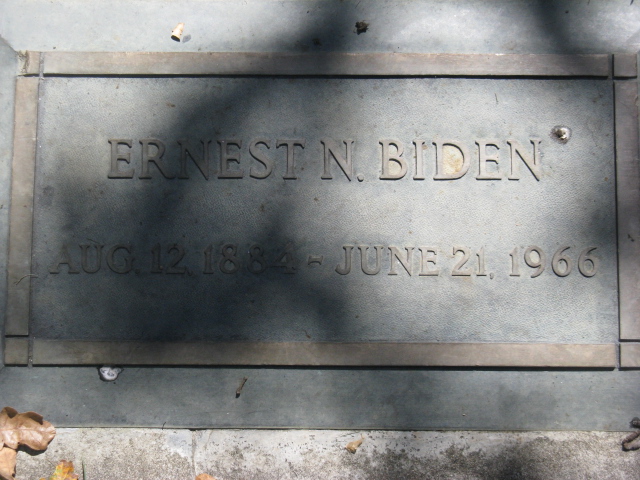 ERNEST N. BIDEN
AUG. 12, 1884 - JUNE 21, 1966